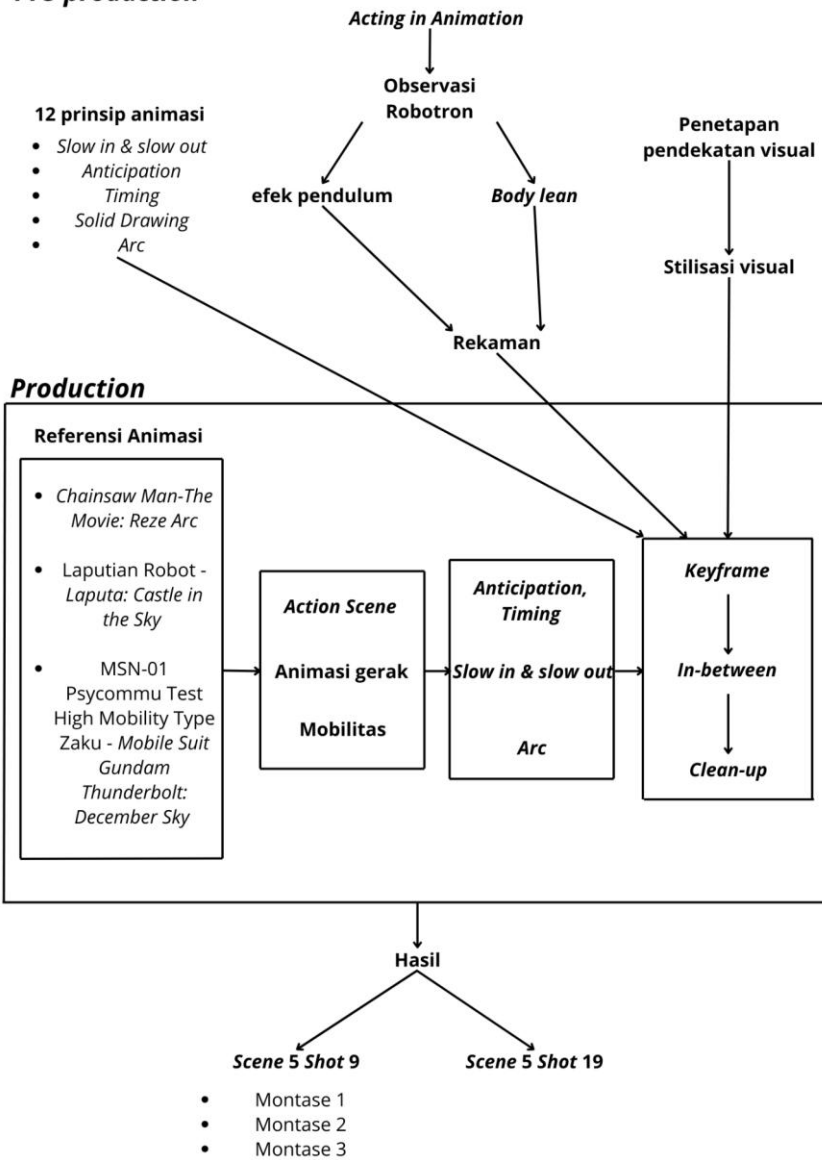 Acting in Animation
Observasi
Robotron
12 prinsip animasi
• Slow in & slow out
• Anticipation
• Timing
• Solid Drawing
• Arc
efek pendulum
Body lean
Penetapan
pendekatan visual
Stilisasi visual
Rekaman
Production
Referensi Animasi
• Chainsaw Man-The
Movie: Reze Arc
• Laputian Robot -
Laputa: Castle in
the Sky
• MSN-01
Psycommu Test
High Mobility Type
Zaku - Mobile Suit
Gundam
Thunderbolt:
December Sky
Action Scene
Animasi gerak
Mobilitas
Anticipation,
Timing
Slow in & slow out
Arc
Keyframe
In-between
Clean-up
Hasil
Scene 5 Shot 9
• Montase 1
• Montase 2
• Montase 3
Scene 5 Shot 19